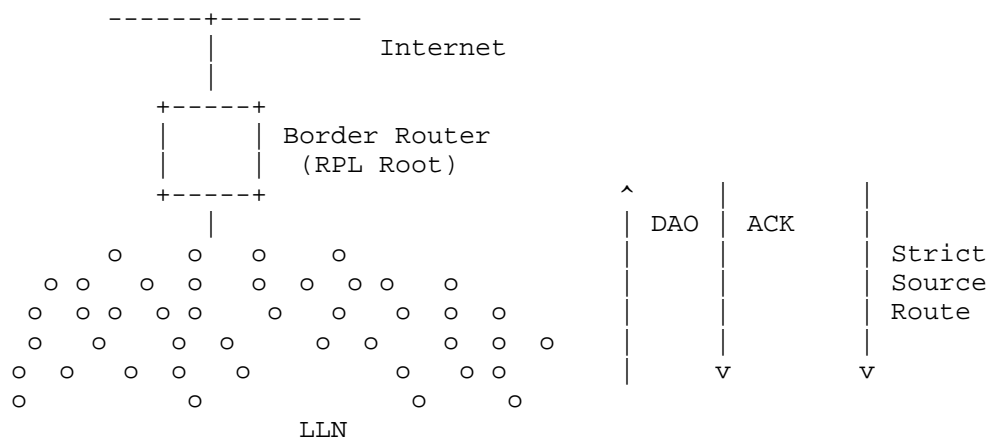 ------+---------
| Internet
|
+-----+
| | Border Router
| | (RPL Root)
+-----+ ^ | |
| | DAO | ACK |
o o o o | | | Strict
o o o o o o o o o | | | Source
o o o o o o o o o o | | | Route
o o o o o o o o o | | |
o o o o o o o o | v v
o o o o
LLN